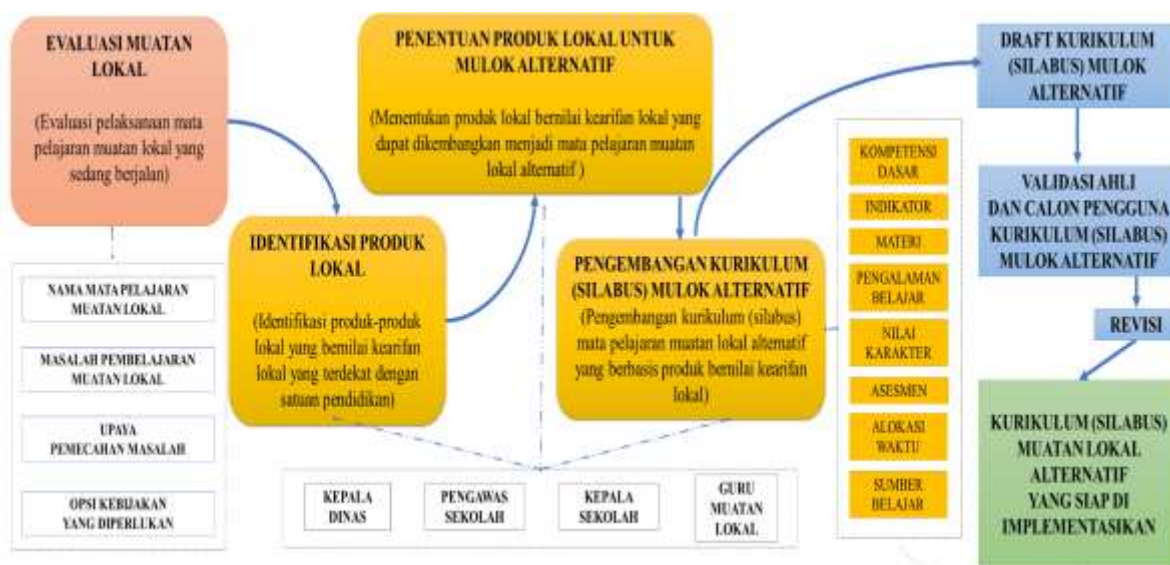 EVALUASI MUATAN
LOKAL
(Evaluasi pelaksanaan mata
pelajaran muatan lokal yang
sedang berjalan)
NAMA MATA PELAJARAN
MUATAN LOKAL
MASALAH PEMBELAJARAN
MUATAN LOKAL
UPAYA
PEMECAHAN MASALAH
OPSI KEBIJAKAN
YANG DIPERLUKAN
IDENTIFIKASI PRODUK
LOKAL
(Identifikasi produk-produk
lokal yang bernilai kearifan
lokal yang terdekat dengan
satuan pendidikan)
PENENTUAN PRODUK LOKAL UNTUK
MULOK ALTERNATIF
(Menentukan produk lokal bernilai kearifan lokal yang
dapat dikembangkan menjadi mata pelajaran muatan
lokal alternatif )
PENGEMBANGAN KURIKULUM
(SILABUS) MULOK ALTERNATIF
(Pengembangan kurikulum (silabus)
mata pelajaran muatan lokal alternatif
yang berbasis produk bernilai kearifan
lokal)
KEPALA
DINAS
PENGAWAS
SEKOLAH
KEPALA
SEKOLAH
GURU
MUATAN
LOKAL
KOMPETENSI
DASAR
INDIKATOR
MATERI
PENGALAMAN
BELAJAR
NILAI
KARAKTER
ASESMEN
ALOKASI
WAKTU
SUMBER
BELAJAR
DRAFT KURIKULUM
(SILABUS) MULOK
ALTERNATIF
VALIDASI AHLI
DAN CALON PENGGUNA
KURIKULUM (SILABUS)
MULOK ALTERNATIF
REVISI
KURIKULUM (SILABUS)
MUATAN LOKAL
ALTERNATIF
YANG SIAP DI
IMPLEMENTASIKAN